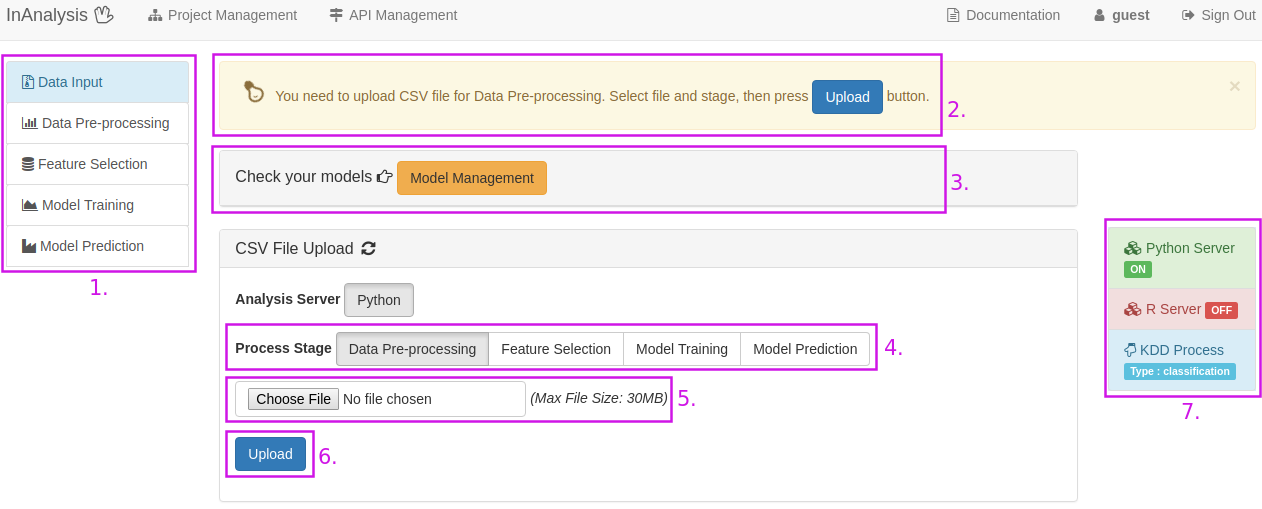 InAnalysis Project Management API Management Documentation guest Sign Out
Data Input
Data Pre-processing
Feature Selection
Model Training
Model Prediction
1.
You need to upload CSV file for Data Pre-processing. Select file and stage, then press Upload button.
×
2.
Check your models Model Management
3.
CSV File Upload
Analysis Server Python
Process Stage Data Pre-processing Feature Selection Model Training Model Prediction
4.
Choose File No file chosen (Max File Size: 30MB)
5.
Upload
6.
Python Server
ON
R Server OFF
KDD Process
Type : classification
7.